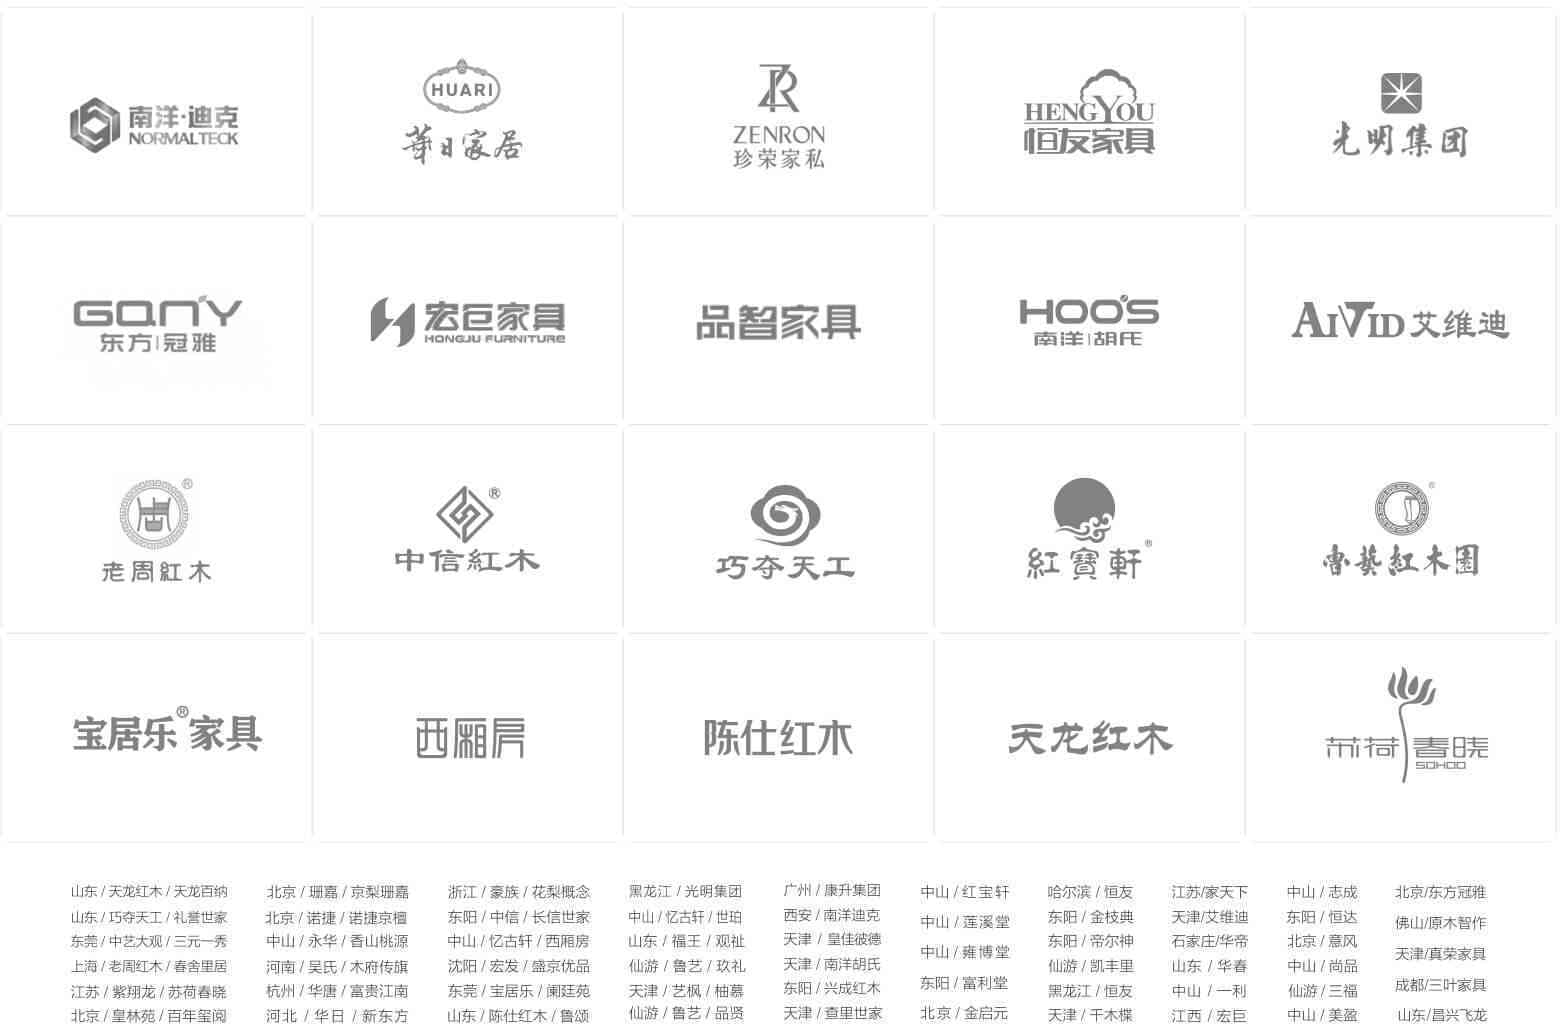 南洋·迪克
NORMALTECK
HUARI
華日家居
ZENRON
珍荣家私
HENGYOU
恒友家具
光明集团
GQNY
东方|冠雅
宏巨家具
HONGJU FURNITURE
品智家具
HOO'S
南洋|胡氏
AIVID 艾维迪
®
老周紅木
®
中信紅木
巧夺天工
®
紅寶軒
®
魯藝紅木園
宝居乐®家具
西厢房
陈仕红木
天龙红木
苏荷春晓
SOHOO
山东 / 天龙红木 / 天龙百纳
山东 / 巧夺天工 / 礼誉世家
东莞 / 中艺大观 / 三元一秀
上海 / 老周红木 / 春舍里居
江苏 / 紫翔龙 / 苏荷春晓
北京 / 皇林苑 / 百年玺阅
北京 / 珊嘉 / 京梨珊嘉
北京 / 诺捷 / 诺捷京檀
中山 / 永华 / 香山桃源
河南 / 吴氏 / 木府传旗
杭州 / 华唐 / 富贵江南
河北 / 华日 / 新东方
浙江 / 豪族 / 花梨概念
东阳 / 中信 / 长信世家
中山 / 忆古轩 / 西厢房
沈阳 / 宏发 / 盛京优品
东莞 / 宝居乐 / 阑廷苑
山东 / 陈仕红木 / 鲁颂
黑龙江 / 光明集团
中山 / 忆古轩 / 世珀
山东 / 福王 / 观祉
仙游 / 鲁艺 / 玖礼
天津 / 艺枫 / 柚慕
仙游 / 鲁艺 / 品贤
广州 / 康升集团
西安 / 南洋迪克
天津 / 皇佳彼德
天津 / 南洋胡氏
东阳 / 兴成红木
天津 / 查里世家
中山 / 红宝轩
中山 / 莲溪堂
中山 / 雍博堂
东阳 / 富利堂
北京 / 金启元
哈尔滨 / 恒友
东阳 / 金枝典
东阳 / 帝尔神
仙游 / 凯丰里
黑龙江 / 恒友
天津 / 千木楪
江苏/家天下
天津/艾维迪
石家庄/华帝
山东 / 华春
中山 / 一利
江西 / 宏巨
中山 / 志成
东阳 / 恒达
北京 / 意风
中山 / 尚品
仙游 / 三福
中山 / 美盈
北京/东方冠雅
佛山/原木智作
天津/真荣家具
成都/三叶家具
山东/昌兴飞龙